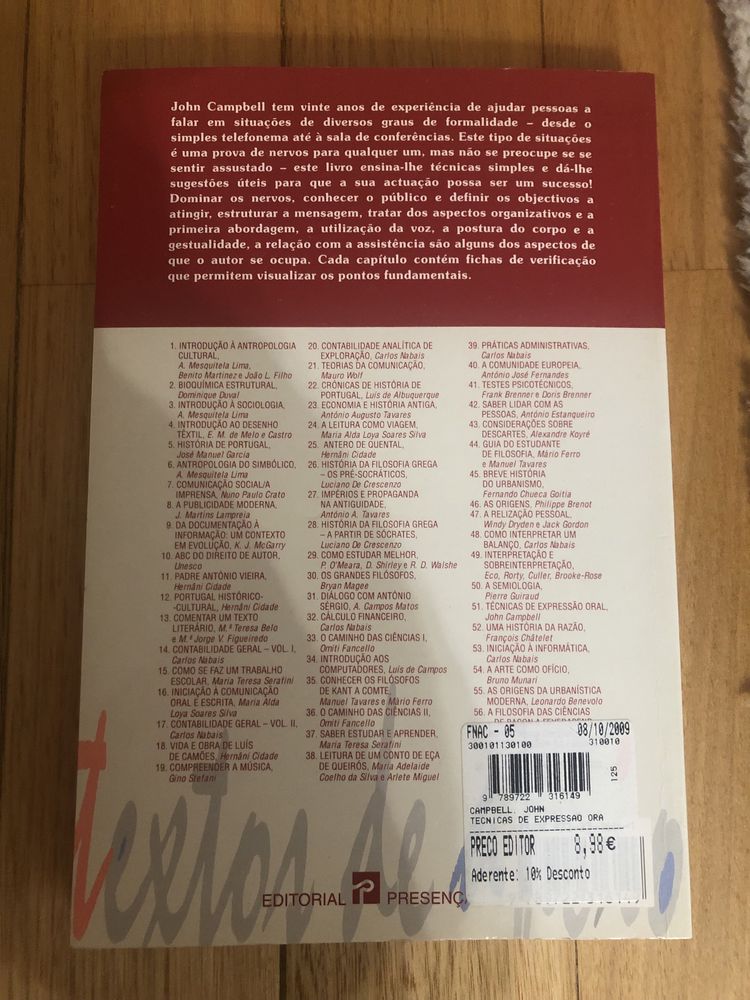 John Campbell tem vinte anos de experiência de ajudar pessoas a
falar em situações de diversos graus de formalidade – desde o
simples telefonema até à sala de conferências. Este tipo de situações
é uma prova de nervos para qualquer um, mas não se preocupe se se
sentir assustado – este livro ensina-lhe técnicas simples e dá-lhe
sugestões úteis para que a sua actuação possa ser um sucesso!
Dominar os nervos, conhecer o público e definir os objectivos a
atingir, estruturar a mensagem, tratar dos aspectos organizativos e a
primeira abordagem, a utilização da voz, a postura do corpo e a
gestualidade, a relação com a assistência são alguns dos aspectos de
que o autor se ocupa. Cada capítulo contém fichas de verificação
que permitem visualizar os pontos fundamentais.
1. INTRODUÇÃO À ANTROPOLOGIA
CULTURAL,
A. Mesquitela Lima,
Benito Martinez e João L. Filho
2. BIOQUÍMICA ESTRUTURAL,
Dominique Duval
3. INTRODUÇÃO À SOCIOLOGIA,
A. Mesquitela Lima
4. INTRODUÇÃO AO DESENHO
TÊXTIL, E. M. de Melo e Castro
5. HISTÓRIA DE PORTUGAL,
José Manuel Garcia
6. ANTROPOLOGIA DO SIMBÓLICO,
A. Mesquitela Lima
7. COMUNICAÇÃO SOCIAL/A
IMPRENSA, Nuno Paulo Crato
8. A PUBLICIDADE MODERNA,
J. Martins Lampreia
9. DA DOCUMENTAÇÃO À
INFORMAÇÃO: UM CONTEXTO
EM EVOLUÇÃO, K. J. McGarry
10. ABC DO DIREITO DE AUTOR,
Unesco
11. PADRE ANTÓNIO VIEIRA,
Hernâni Cidade
12. PORTUGAL HISTÓRICO-
-CULTURAL, Hernâni Cidade
13. COMENTAR UM TEXTO
LITERÁRIO, M.ª Teresa Belo
e M.ª Jorge V. Figueiredo
14. CONTABILIDADE GERAL – VOL. I,
Carlos Nabais
15. COMO SE FAZ UM TRABALHO
ESCOLAR, Maria Teresa Serafini
16. INICIAÇÃO À COMUNICAÇÃO
ORAL E ESCRITA, Maria Alda
Loya Soares Silva
17. CONTABILIDADE GERAL – VOL. II,
Carlos Nabais
18. VIDA E OBRA DE LUÍS
DE CAMÕES, Hernâni Cidade
19. COMPREENDER A MÚSICA,
Gino Stefani
20. CONTABILIDADE ANALÍTICA DE
EXPLORAÇÃO, Carlos Nabais
21. TEORIAS DA COMUNICAÇÃO,
Mauro Wolf
22. CRÓNICAS DE HISTÓRIA DE
PORTUGAL, Luís de Albuquerque
23. ECONOMIA E HISTÓRIA ANTIGA,
António Augusto Tavares
24. A LEITURA COMO VIAGEM,
Maria Alda Loya Soares Silva
25. ANTERO DE QUENTAL,
Hernâni Cidade
26. HISTÓRIA DA FILOSOFIA GREGA
– OS PRÉ-SOCRÁTICOS,
Luciano De Crescenzo
27. IMPÉRIOS E PROPAGANDA
NA ANTIGUIDADE,
António A. Tavares
28. HISTÓRIA DA FILOSOFIA GREGA
– A PARTIR DE SÓCRATES,
Luciano De Crescenzo
29. COMO ESTUDAR MELHOR,
P. O'Meara, D. Shirley e R. D. Walshe
30. OS GRANDES FILÓSOFOS,
Bryan Magee
31. DIÁLOGO COM ANTÓNIO
SÉRGIO, A. Campos Matos
32. CÁLCULO FINANCEIRO,
Carlos Nabais
33. O CAMINHO DAS CIÊNCIAS I,
Omiti Fancello
34. INTRODUÇÃO AOS
COMPUTADORES, Luís de Campos
35. CONHECER OS FILÓSOFOS
DE KANT A COMTE,
Manuel Tavares e Mário Ferro
36. O CAMINHO DAS CIÊNCIAS II,
Omiti Fancello
37. SABER ESTUDAR E APRENDER,
Maria Teresa Serafini
38. LEITURA DE UM CONTO DE EÇA
DE QUEIRÓS, Maria Adelaide
Coelho da Silva e Arlete Miguel
39. PRÁTICAS ADMINISTRATIVAS,
Carlos Nabais
40. A COMUNIDADE EUROPEIA,
António José Fernandes
41. TESTES PSICOTÉCNICOS,
Frank Brenner e Doris Brenner
42. SABER LIDAR COM AS
PESSOAS, António Estanqueiro
43. CONSIDERAÇÕES SOBRE
DESCARTES, Alexandre Koyré
44. GUIA DO ESTUDANTE
DE FILOSOFIA, Mário Ferro
e Manuel Tavares
45. BREVE HISTÓRIA
DO URBANISMO,
Fernando Chueca Goitia
46. AS ORIGENS, Philippe Brenot
47. A RELIZAÇÃO PESSOAL,
Windy Dryden e Jack Gordon
48. COMO INTERPRETAR UM
BALANÇO, Carlos Nabais
49. INTERPRETAÇÃO E
SOBREINTERPRETAÇÃO,
Eco, Rorty, Culler, Brooke-Rose
50. A SEMIOLOGIA,
Pierre Guiraud
51. TÉCNICAS DE EXPRESSÃO ORAL,
John Campbell
52. UMA HISTÓRIA DA RAZÃO,
François Châtelet
53. INICIAÇÃO À INFORMÁTICA,
Carlos Nabais
54. A ARTE COMO OFÍCIO,
Bruno Munari
55. AS ORIGENS DA URBANÍSTICA
MODERNA, Leonardo Benevolo
56. A FILOSOFIA DAS CIÊNCIAS
FNAC - 05 08/10/2009
300101130100 310010
125
9 789722 316149
CAMPBELL, JOHN
TECNICAS DE EXPRESSAO ORA
PRECO EDITOR 8,98€
Aderente: 10% Desconto
textos de
EDITORIAL PRESENÇA